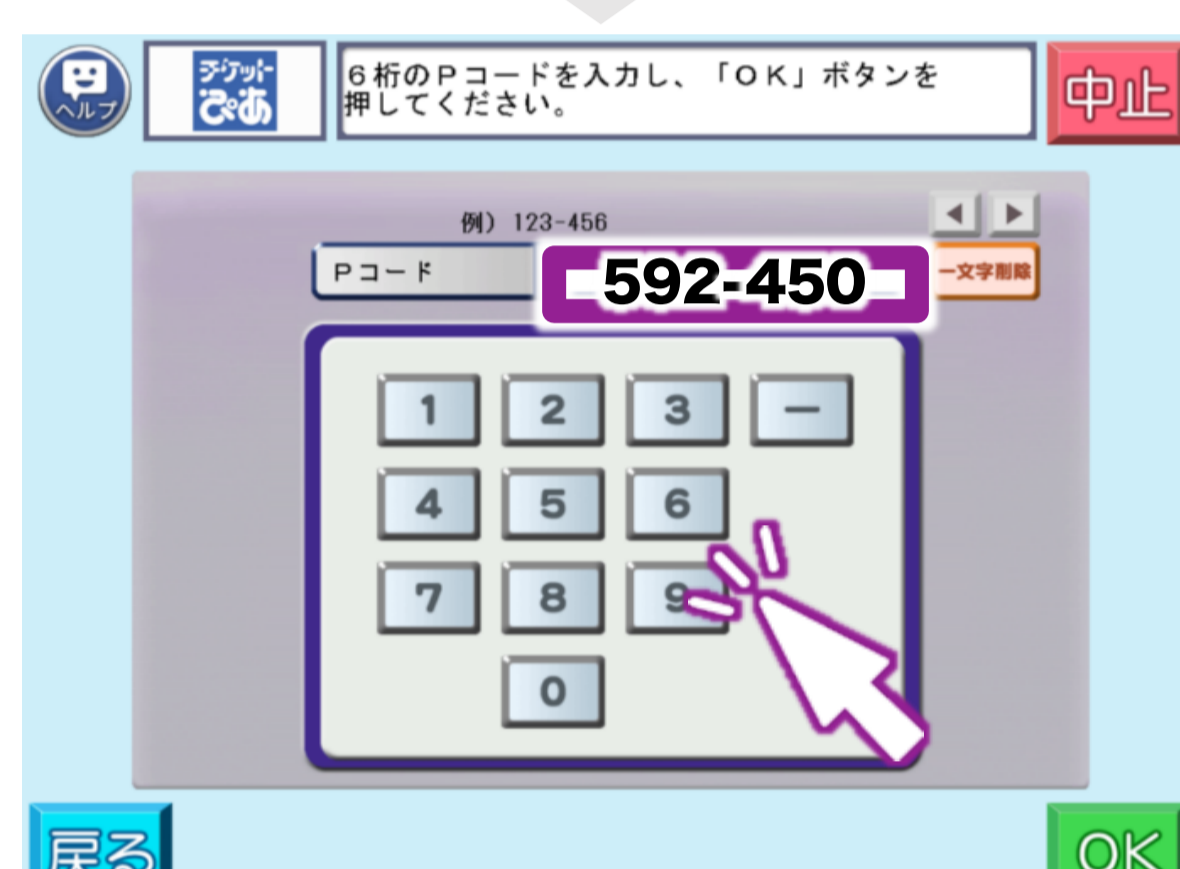 ヘルプ
チケット
ぴあ
6桁のPコードを入力し、「OK」ボタンを
押してください。
中止
例) 123-456
Pコード
592-450
一文字削除
1 2 3 ー
4 5 6
7 8 9
0
戻る
OK